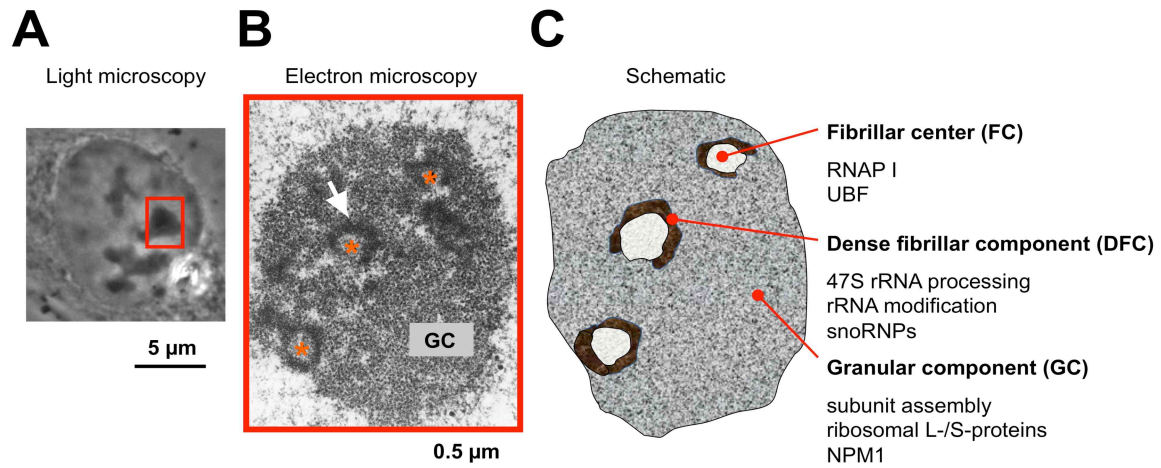 A
Light microscopy
5 µm
B
Electron microscopy
*
*
*
GC
0.5 µm
C
Schematic
Fibrillar center (FC)
RNAP I
UBF
Dense fibrillar component (DFC)
47S rRNA processing
rRNA modification
snoRNPs
Granular component (GC)
subunit assembly
ribosomal L-/S-proteins
NPM1